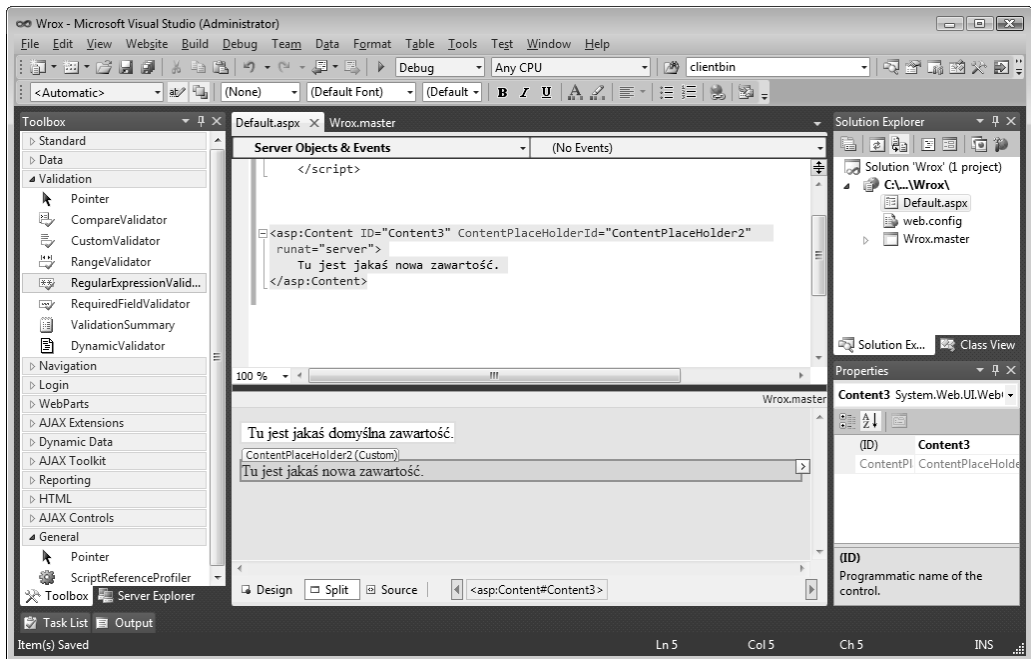 Wrox - Microsoft Visual Studio (Administrator)
File Edit View Website Build Debug Team Data Format Table Tools Test Window Help
Debug Any CPU clientbin
<Automatic> (None) (Default Font) (Default B I U A
Toolbox
Standard
Data
Validation
Pointer
CompareValidator
CustomValidator
RangeValidator
RegularExpressionValid...
RequiredFieldValidator
ValidationSummary
DynamicValidator
Navigation
Login
WebParts
AJAX Extensions
Dynamic Data
AJAX Toolkit
Reporting
HTML
AJAX Controls
General
Pointer
ScriptReferenceProfiler
Toolbox Server Explorer
Default.aspx Wrox.master
Server Objects & Events (No Events)
</script>
<asp:Content ID="Content3" ContentPlaceHolderId="ContentPlaceHolder2"
runat="server">
Tu jest jakaś nowa zawartość.
</asp:Content>
100 %
Wrox.master
Tu jest jakaś domyślna zawartość.
ContentPlaceHolder2 (Custom)
Tu jest jakaś nowa zawartość.
Design Split Source <asp:Content#Content3>
Solution Explorer
Solution 'Wrox' (1 project)
C:\...\Wrox\
Default.aspx
web.config
Wrox.master
Solution Ex... Class View
Properties
Content3 System.Web.UI.Web
(ID) Content3
ContentPl ContentPlaceHolde
(ID)
Programmatic name of the
control.
Task List Output
Item(s) Saved Ln 5 Col 5 Ch 5 INS